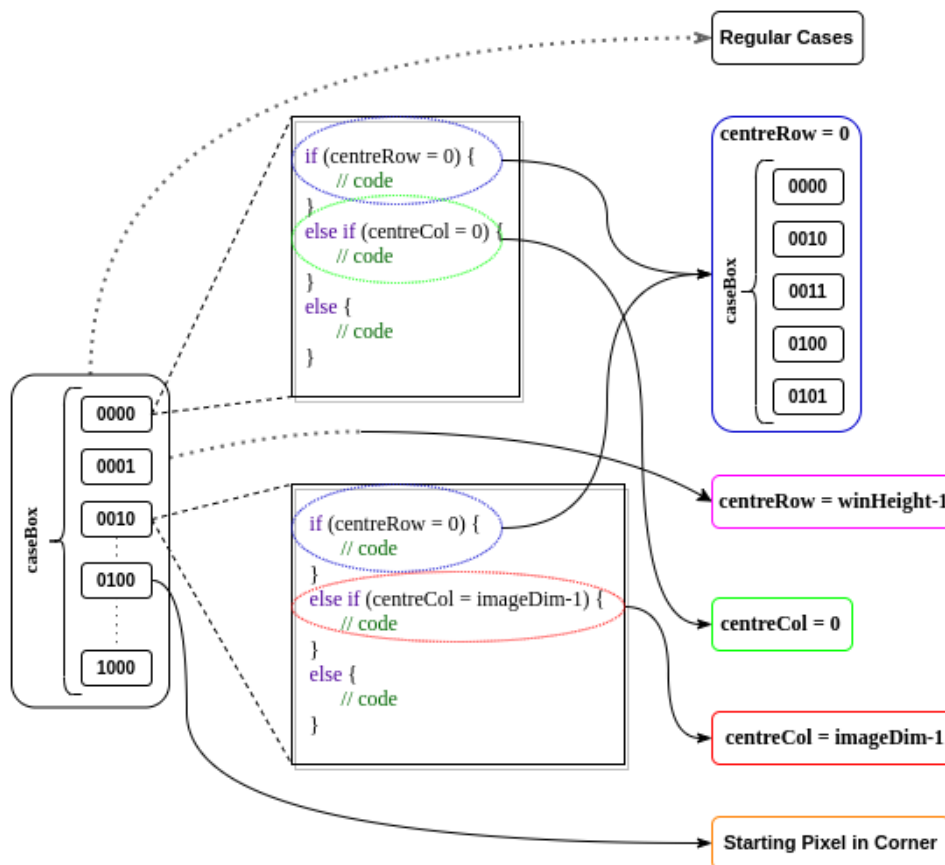 Regular Cases
if (centreRow = 0) {
// code
}
else if (centreCol = 0) {
// code
}
else {
// code
}
centreRow = 0
caseBox
0000
0010
0011
0100
0101
caseBox
0000
0001
0010
0100
1000
if (centreRow = 0) {
// code
}
else if (centreCol = imageDim-1) {
// code
}
else {
// code
}
centreRow = winHeight-1
centreCol = 0
centreCol = imageDim-1
Starting Pixel in Corner